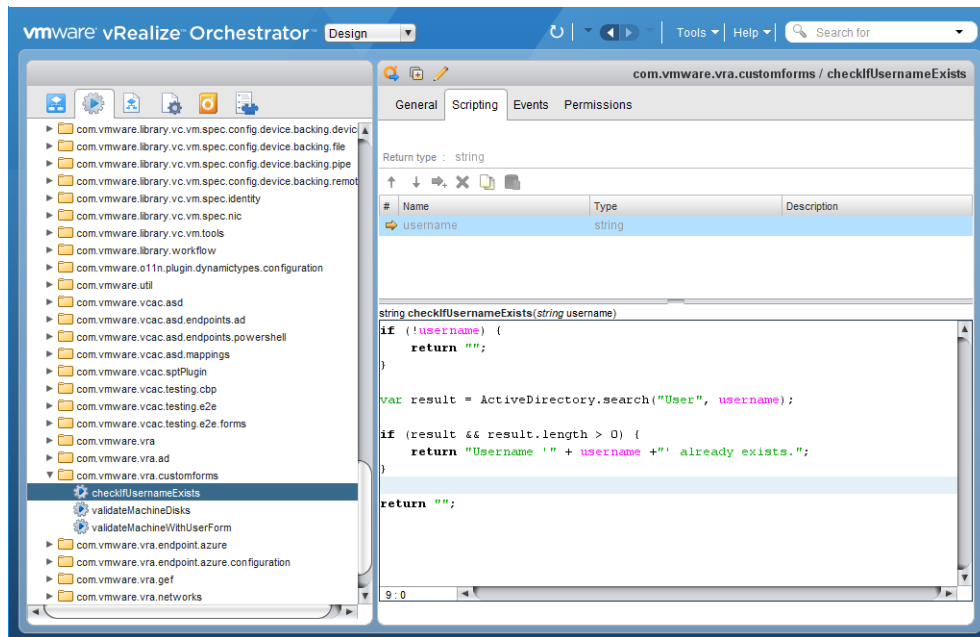 vmware vRealize™ Orchestrator™ Design
Tools Help Search for
com.vmware.vra.customforms / checkIfUsernameExists
General Scripting Events Permissions
Return type : string
# Name Type Description
username string
string checkIfUsernameExists(string username)
if (!username) {
return "";
}
var result = ActiveDirectory.search("User", username);
if (result && result.length > 0) {
return "Username '" + username +"' already exists.";
}
return "";
9 : 0
com.vmware.library.vc.vm.spec.config.device.backing.devic
com.vmware.library.vc.vm.spec.config.device.backing.file
com.vmware.library.vc.vm.spec.config.device.backing.pipe
com.vmware.library.vc.vm.spec.config.device.backing.remot
com.vmware.library.vc.vm.spec.identity
com.vmware.library.vc.vm.spec.nic
com.vmware.library.vc.vm.tools
com.vmware.library.workflow
com.vmware.o11n.plugin.dynamictypes.configuration
com.vmware.util
com.vmware.vcac.asd
com.vmware.vcac.asd.endpoints.ad
com.vmware.vcac.asd.endpoints.powershell
com.vmware.vcac.asd.mappings
com.vmware.vcac.sptPlugin
com.vmware.vcac.testing.cbp
com.vmware.vcac.testing.e2e
com.vmware.vcac.testing.e2e.forms
com.vmware.vra
com.vmware.vra.ad
com.vmware.vra.customforms
checkIfUsernameExists
validateMachineDisks
validateMachineWithUserForm
com.vmware.vra.endpoint.azure
com.vmware.vra.endpoint.azure.configuration
com.vmware.vra.gef
com.vmware.vra.networks